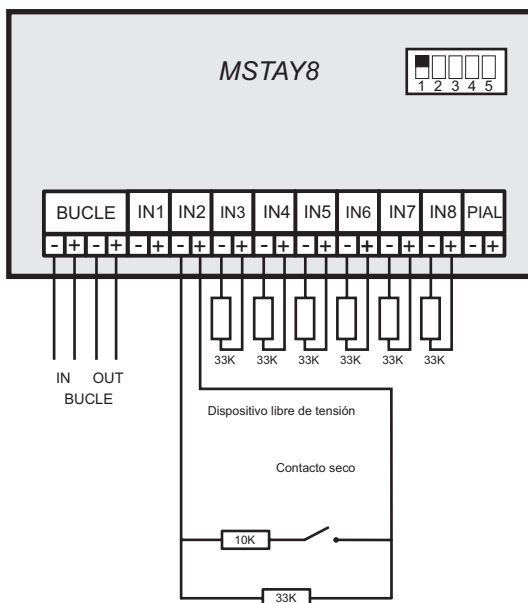 MSTAY8
1 2 3 4 5
BUCLE IN1 IN2 IN3 IN4 IN5 IN6 IN7 IN8 PIAL
- + - + - + - + - + - + - + - + - + - + - +
33K 33K 33K 33K 33K 33K
IN OUT
BUCLE
Dispositivo libre de tensión
Contacto seco
10K
33K